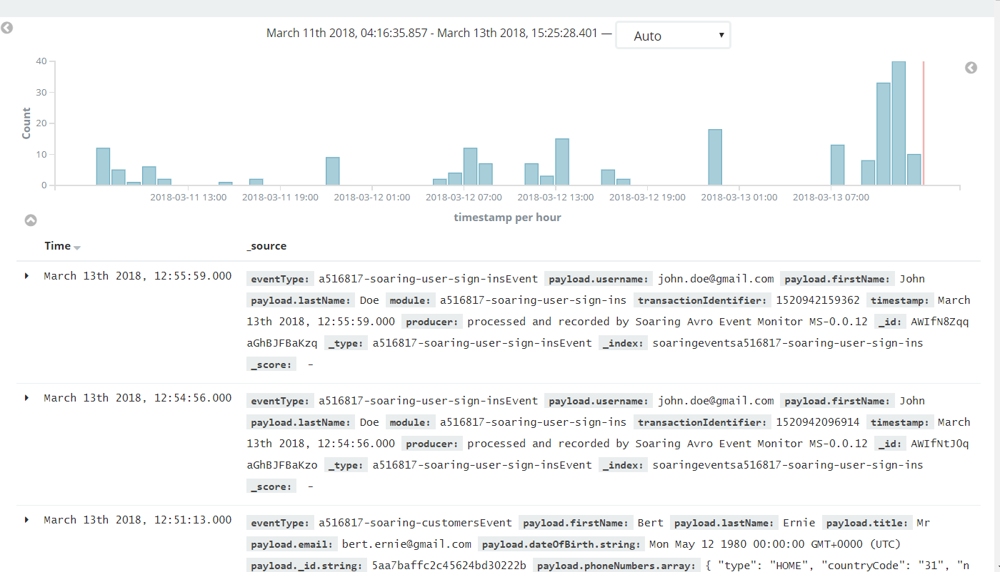 March 11th 2018, 04:16:35.857 - March 13th 2018, 15:25:28.401 — Auto
40
30
20
10
0
Count
2018-03-11 13:00 2018-03-11 19:00 2018-03-12 01:00 2018-03-12 07:00 2018-03-12 13:00 2018-03-12 19:00 2018-03-13 01:00 2018-03-13 07:00
timestamp per hour
Time _source
March 13th 2018, 12:55:59.000 eventType: a516817-soaring-user-sign-insEvent payload.username: john.doe@gmail.com payload.firstName: John
payload.lastName: Doe module: a516817-soaring-user-sign-ins transactionIdentifier: 1520942159362 timestamp: March
13th 2018, 12:55:59.000 producer: processed and recorded by Soaring Avro Event Monitor MS-0.0.12 _id: AWIfN8Zqq
aGhBJFBaKzq _type: a516817-soaring-user-sign-insEvent _index: soaringeventsa516817-soaring-user-sign-ins
_score: -
March 13th 2018, 12:54:56.000 eventType: a516817-soaring-user-sign-insEvent payload.username: john.doe@gmail.com payload.firstName: John
payload.lastName: Doe module: a516817-soaring-user-sign-ins transactionIdentifier: 1520942096914 timestamp: March
13th 2018, 12:54:56.000 producer: processed and recorded by Soaring Avro Event Monitor MS-0.0.12 _id: AWIfNtJ0q
aGhBJFBaKzo _type: a516817-soaring-user-sign-insEvent _index: soaringeventsa516817-soaring-user-sign-ins
_score: -
March 13th 2018, 12:51:13.000 eventType: a516817-soaring-customersEvent payload.firstName: Bert payload.lastName: Ernie payload.title: Mr
payload.email: bert.ernie@gmail.com payload.dateOfBirth.string: Mon May 12 1980 00:00:00 GMT+0000 (UTC)
payload._id.string: 5aa7baffc2c45624bd30222b payload.phoneNumbers.array: { "type": "HOME", "countryCode": "31", "n